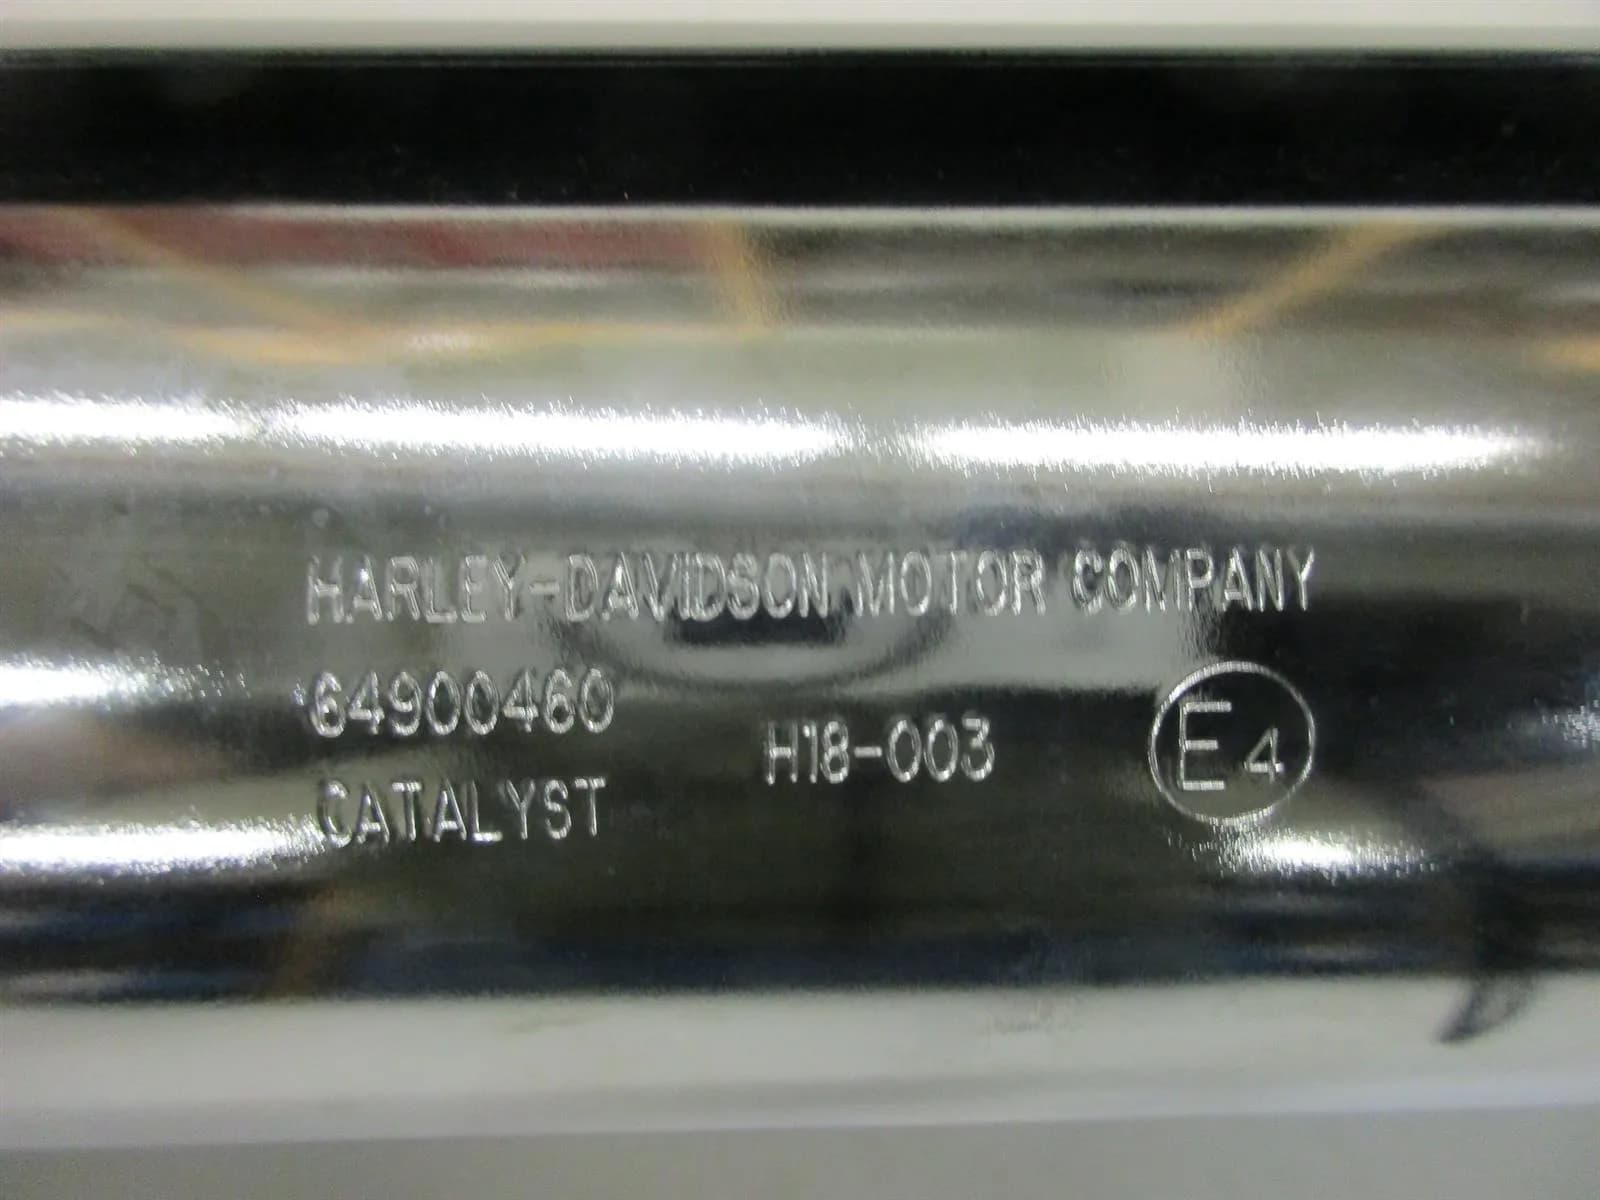 HARLEY-DAVIDSON MOTOR COMPANY
64900460
H18-003
E4
CATALYST